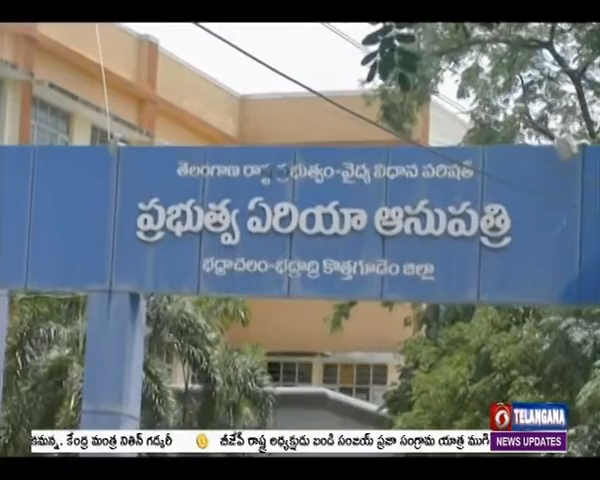 తెలంగాణ రాష్ట్ర ప్రభుత్వం-వైద్య విధాన పరిషత్
ప్రభుత్వ ఏరియా ఆసుపత్రి
భద్రాచలం-భద్రాద్రి కొత్తగూడెం జిల్లా
TELANGANA
NEWS UPDATES
కేంద్ర మంత్రి నితిన్ గడ్కరీ బీజేపీ రాష్ట్ర అధ్యక్షుడు బండి సంజయ్ ప్రజా సంగ్రామ యాత్ర ముగి